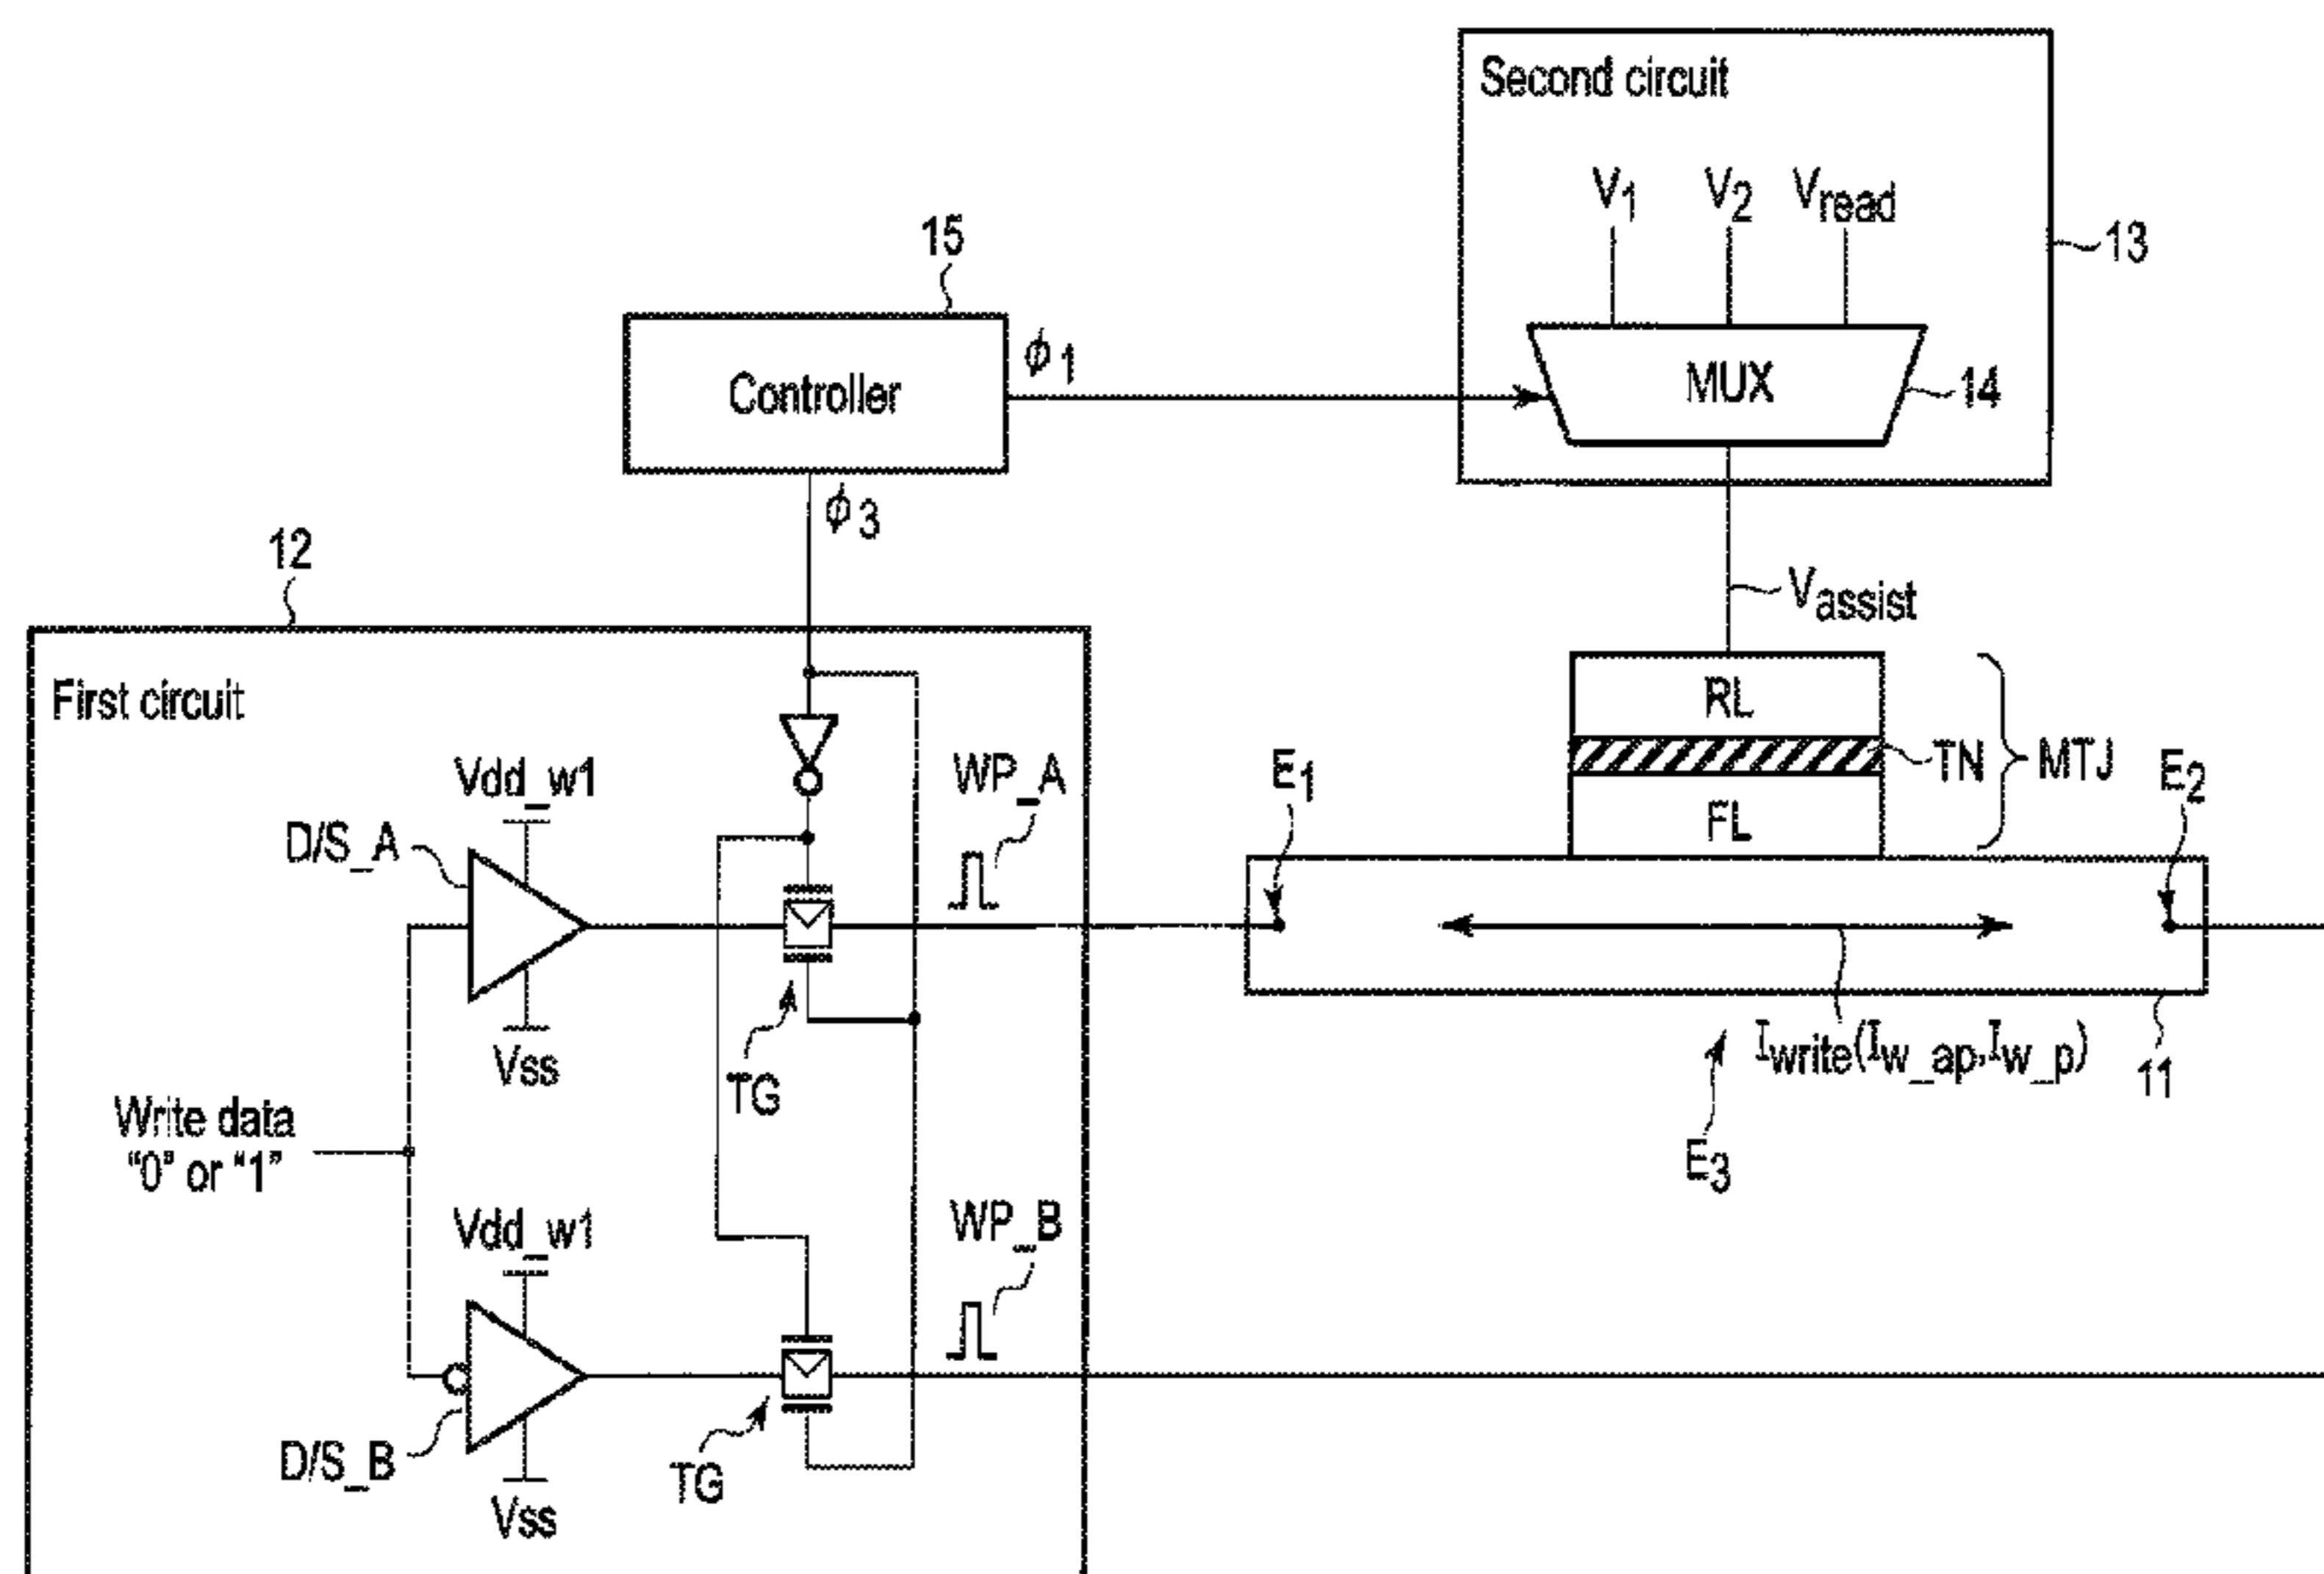 Second circuit
V1 V2 Vread
13
15
ϕ1
Controller
MUX
14
ϕ3
12
Vassist
First circuit
RL
TN
MTJ
WP_A
E1
E2
Vdd_w1
D/S_A
FL
Vss
TG
Iwrite(Iw_ap,Iw_p)
11
Write data
“0” or “1”
E3
Vdd_w1
WP_B
D/S_B
TG
Vss